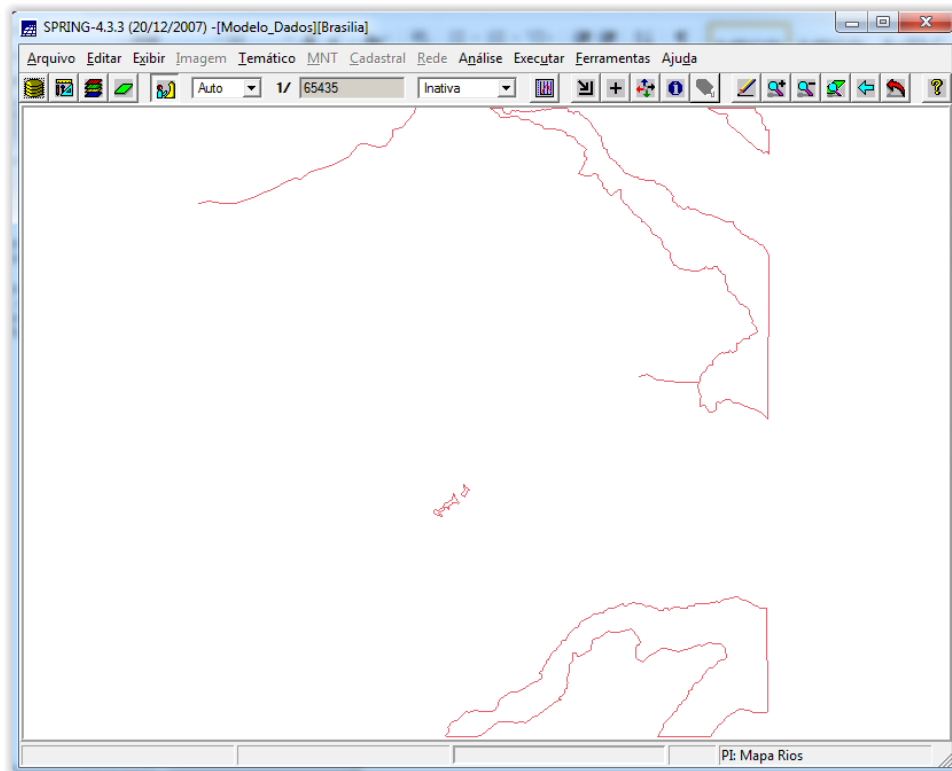 SPRING-4.3.3 (20/12/2007) -[Modelo_Dados][Brasilia]
Arquivo Editar Exibir Imagem Temático MNT Cadastral Rede Análise Executar Ferramentas Ajuda
Auto 1/ 65435 Inativa ?
PI: Mapa Rios